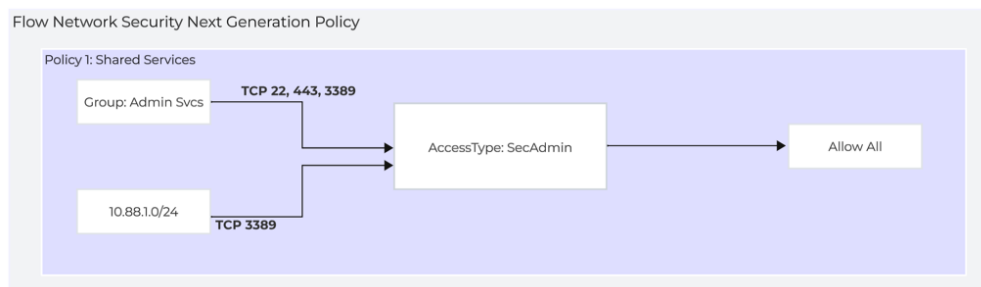 Flow Network Security Next Generation Policy
Policy 1: Shared Services
Group: Admin Svcs
TCP 22, 443, 3389
AccessType: SecAdmin
Allow All
10.88.1.0/24
TCP 3389